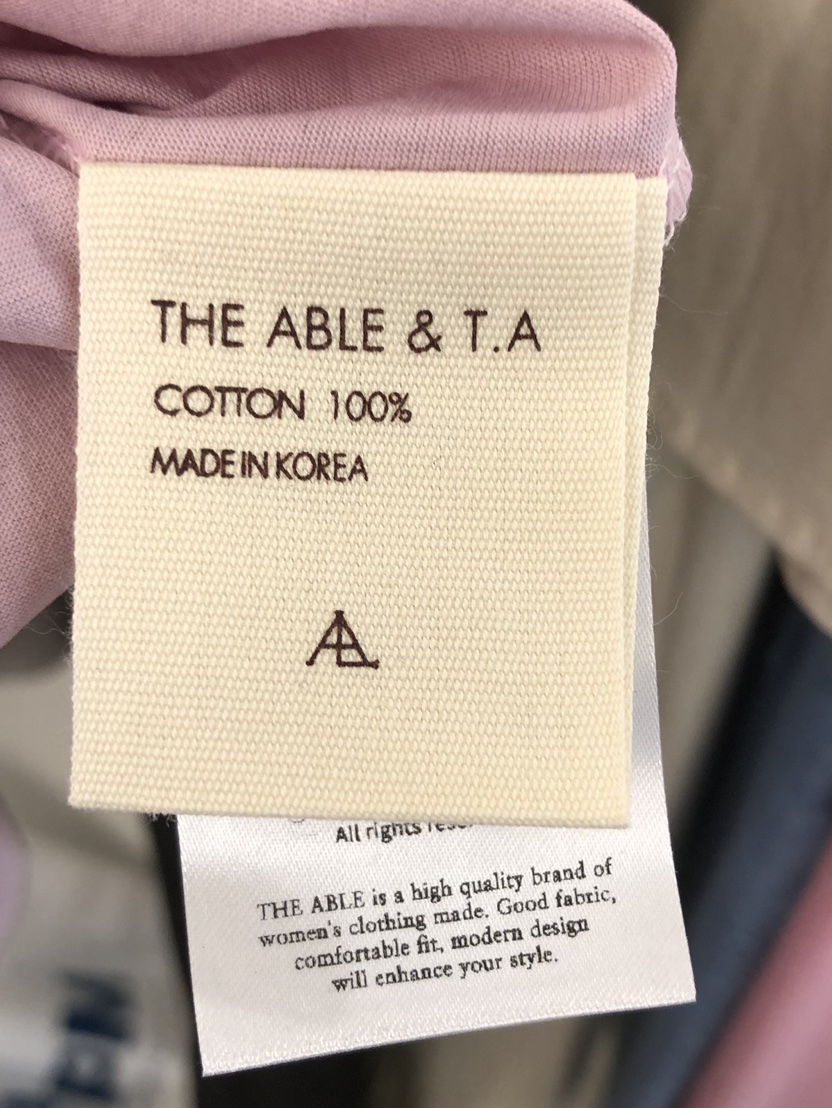 THE ABLE & T.A
COTTON 100%
MADE IN KOREA
All rights
THE ABLE is a high quality brand of
women's clothing made. Good fabric,
comfortable fit, modern design
will enhance your style.